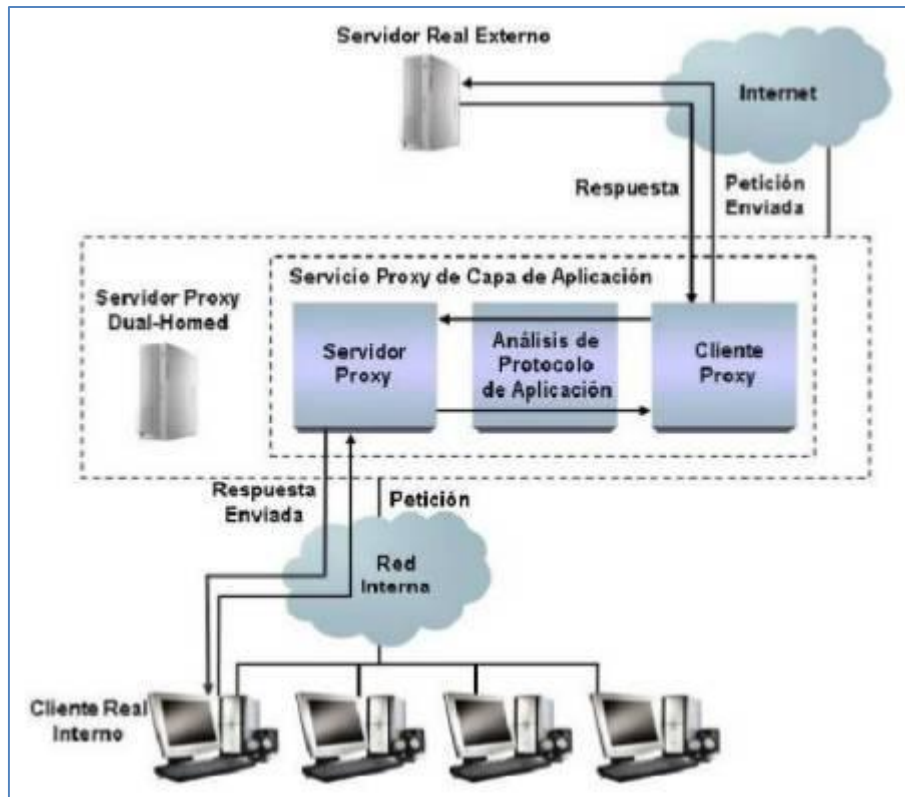 Servidor Real Externo
Internet
Respuesta
Petición
Enviada
Servicio Proxy de Capa de Aplicación
Servidor Proxy
Dual-Homed
Servidor
Proxy
Análisis de
Protocolo
de Aplicación
Cliente
Proxy
Respuesta
Enviada
Petición
Red
Interna
Cliente Real
Interno